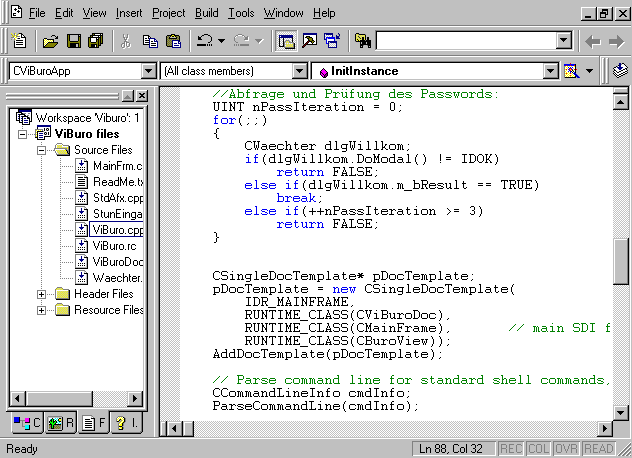 File Edit View Insert Project Build Tools Window Help
CViBuroApp (All class members) InitInstance
Workspace 'Viburo': 1
ViBuro files
Source Files
MainFrm.c
ReadMe.tx
StdAfx.cpp
StunEinga
ViBuro.cpp
ViBuro.rc
ViBuroDoc
Waechter.
Header Files
Resource Files
C R F I.
//Abfrage und Prüfung des Passwords:
UINT nPassIteration = 0;
for(;;)
{
CWaechter dlgWillkom;
if(dlgWillkom.DoModal() != IDOK)
return FALSE;
else if(dlgWillkom.m_bResult == TRUE)
break;
else if(++nPassIteration >= 3)
return FALSE;
}
CSingleDocTemplate* pDocTemplate;
pDocTemplate = new CSingleDocTemplate(
IDR_MAINFRAME,
RUNTIME_CLASS(CViBuroDoc),
RUNTIME_CLASS(CMainFrame), // main SDI f
RUNTIME_CLASS(CBuroView));
AddDocTemplate(pDocTemplate);
// Parse command line for standard shell commands,
CCommandLineInfo cmdInfo;
ParseCommandLine(cmdInfo);
Ready Ln 88, Col 32 REC COL OVR READ